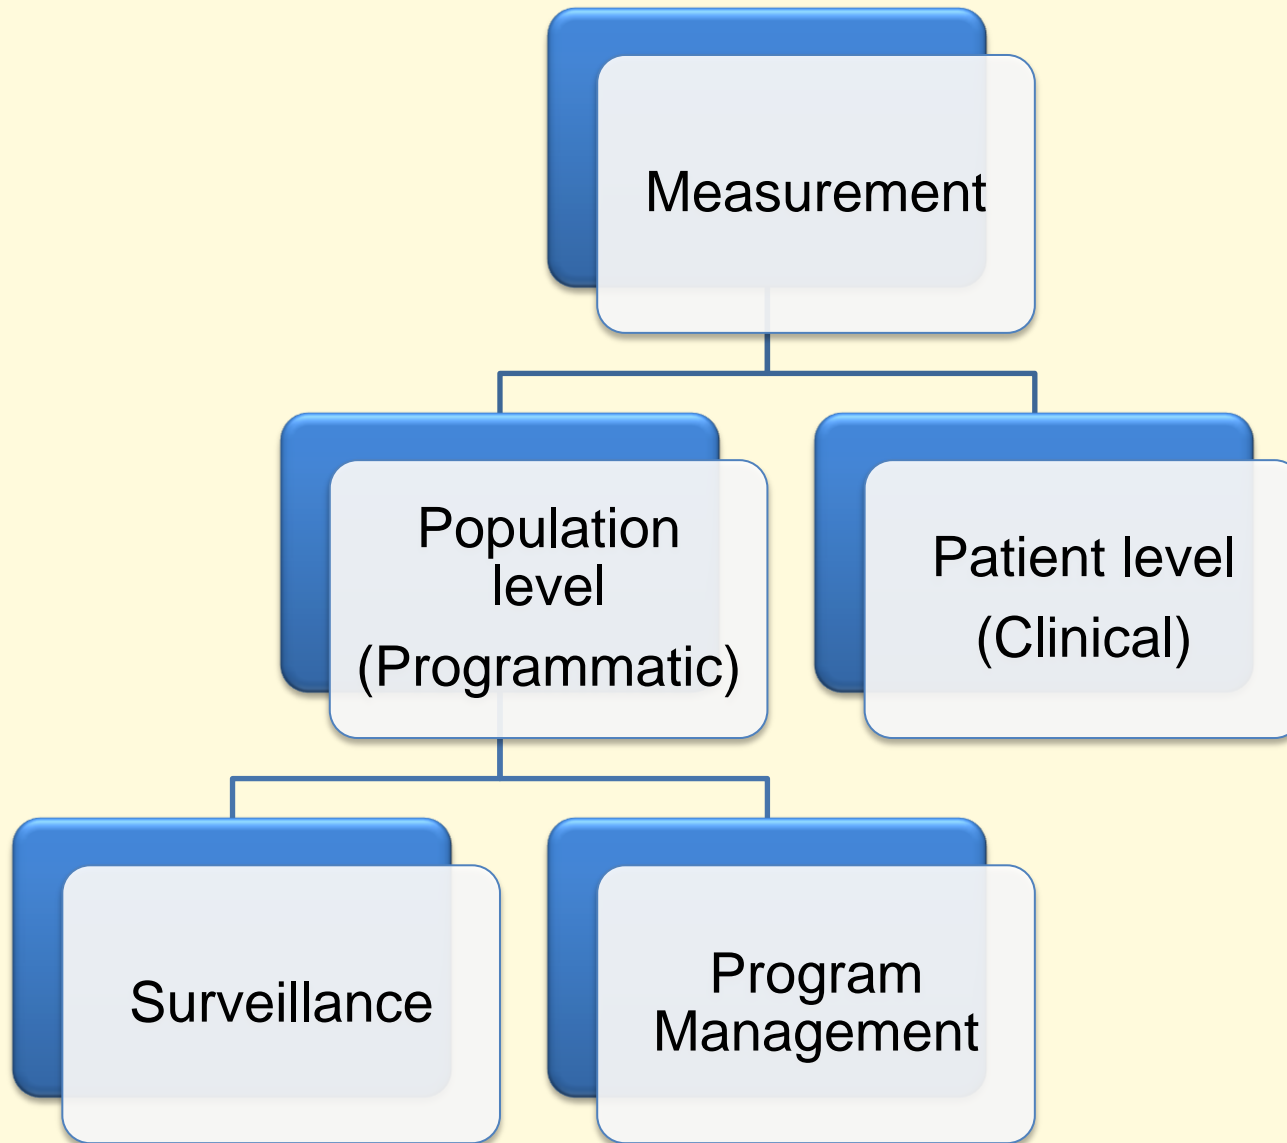 Measurement
Population
level
(Programmatic)
Patient level
(Clinical)
Surveillance
Program
Management